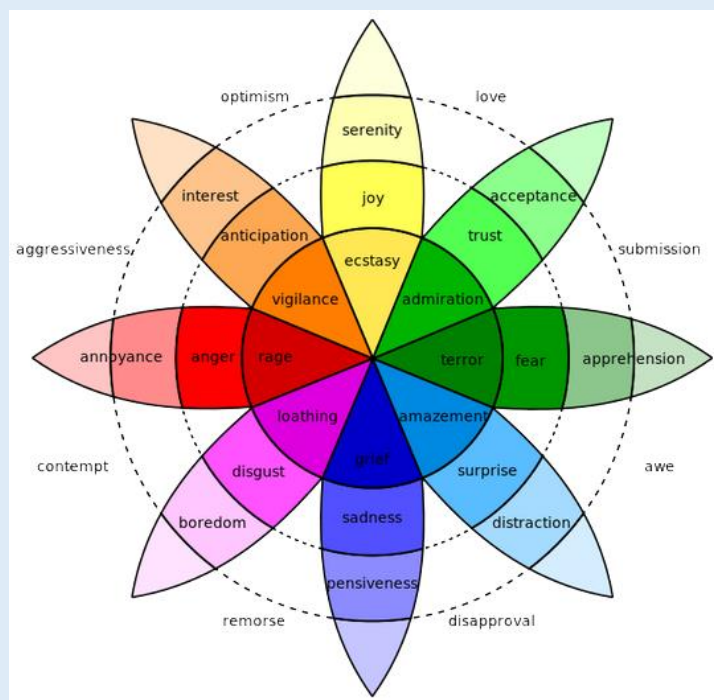 optimism
love
serenity
interest
joy
acceptance
anticipation
trust
aggressiveness
submission
ecstasy
vigilance
admiration
annoyance
anger
rage
terror
fear
apprehension
loathing
amazement
contempt
grief
awe
disgust
surprise
boredom
sadness
distraction
pensiveness
remorse
disapproval